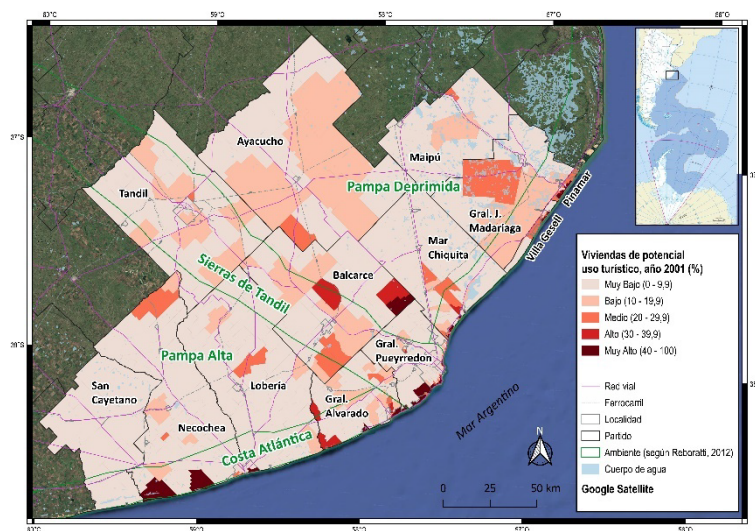 Ayacucho
Maipú
Tandil
Pampa Deprimida
Gral. J.
Madariaga
Pinamar
Villa Gesell
Mar
Chiquita
Sierras de Tandil
Balcarce
Gral.
Pueyrredon
Pampa Alta
San
Cayetano
Lobería
Gral.
Alvarado
Necochea
Costa Atlántica
Mar Argentino
N
0 25 50 km
Viviendas de potencial
uso turístico, año 2001 (%)
Muy Bajo (0 - 9,9)
Bajo (10 - 19,9)
Medio (20 - 29,9)
Alto (30 - 39,9)
Muy Alto (40 - 100)
Red vial
Ferrocarril
Localidad
Partido
Ambiente (según Reboratti, 2012)
Cuerpo de agua
Google Satellite